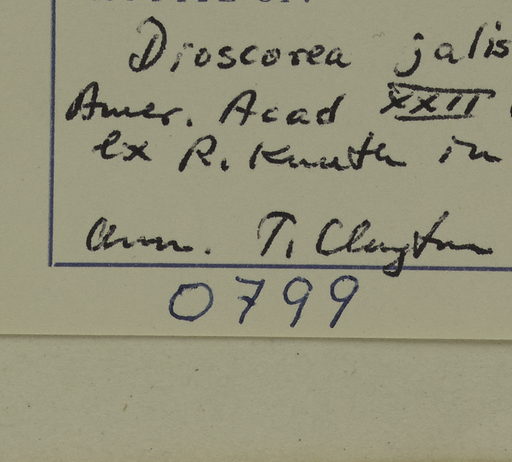 Dioscorea jalis
Amer. Acad XXII
ex R. Knuth in
Ann. T. Clayton
0799